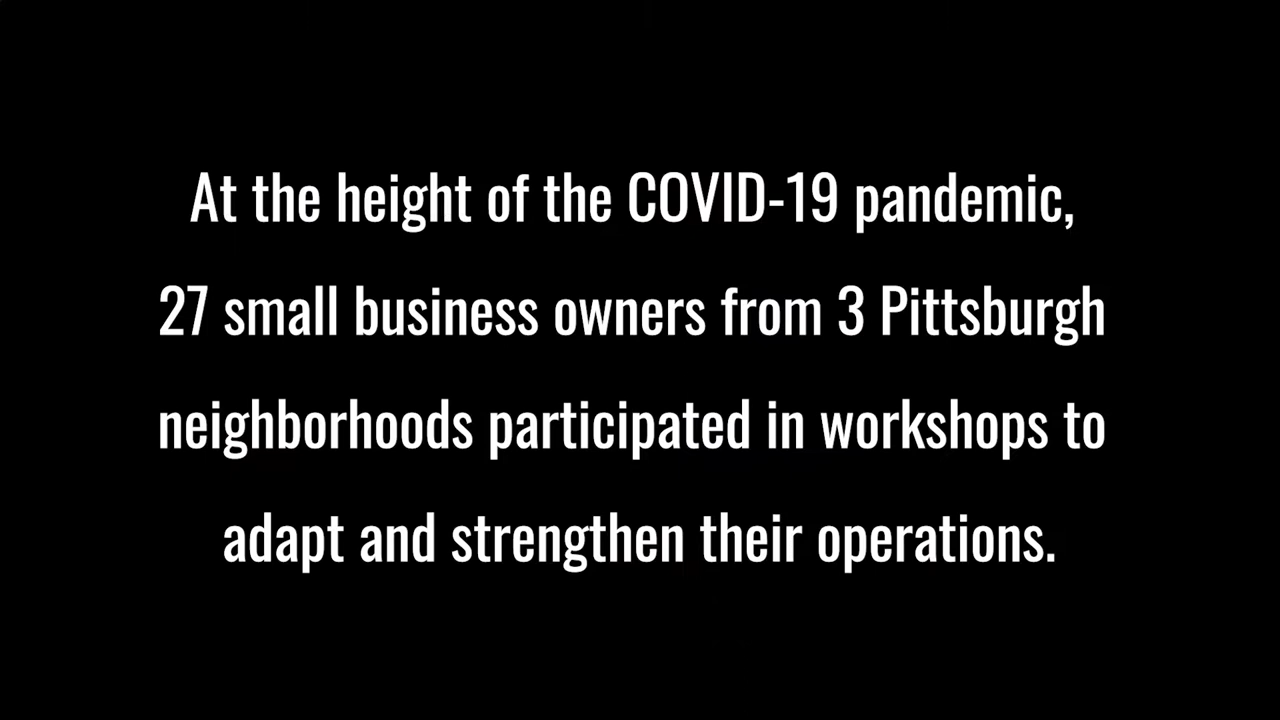 At the height of the COVID-19 pandemic,
27 small business owners from 3 Pittsburgh
neighborhoods participated in workshops to
adapt and strengthen their operations.